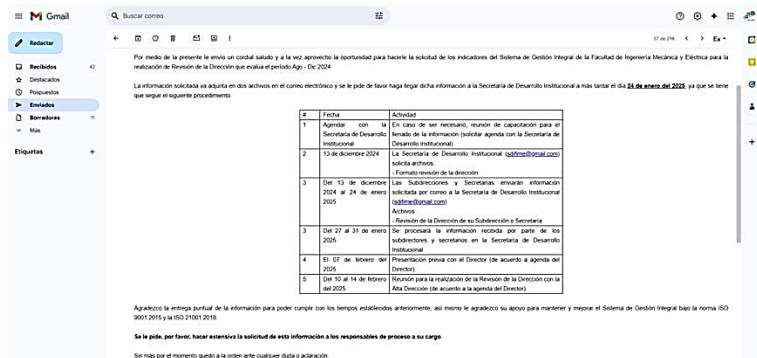 Gmail
Buscar correo
Redactar
57 de 298
Es
Recibidos 42
Destacados
Pospuestos
Enviados
Borradores
Más
Etiquetas
Por medio de la presente le envío un cordial saludo y a la vez aprovecho la oportunidad para hacerle la solicitud de los indicadores del Sistema de Gestión Integral de la Facultad de Ingeniería Mecánica y Eléctrica para la
realización de Revisión de la Dirección que evalúa el período Ago - Dic 2024.
La información solicitada va adjunta en dos archivos en el correo electrónico y se le pide de favor haga llegar dicha información a la Secretaría de Desarrollo Institucional a más tardar el día 24 de enero del 2025, ya que se tiene
que seguir el siguiente procedimiento:
# Fecha Actividad
1 Agendar con la Secretaría de Desarrollo Institucional
En caso de ser necesario, reunión de capacitación para el
llenado de la información (solicitar agenda con la Secretaría de
Desarrollo Institucional)
2 13 de diciembre 2024
La Secretaría de Desarrollo Institucional (sdifime@gmail.com)
solicita archivos:
- Formato revisión de la dirección
3 Del 13 de diciembre 2024 al 24 de enero 2025
Las Subdirecciones y Secretarías enviarán información
solicitada por correo a la Secretaría de Desarrollo Institucional
(sdifime@gmail.com)
Archivos:
- Revisión de la Dirección de su Subdirección o Secretaría
3 Del 27 al 31 de enero 2025
Se procesará la información recibida por parte de los
subdirectores y secretarios en la Secretaría de Desarrollo
Institucional.
4 El 07 de febrero del 2025
Presentación previa con el Director (de acuerdo a agenda del
Director)
5 Del 10 al 14 de febrero del 2025
Reunión para la realización de la Revisión de la Dirección con la
Alta Dirección (de acuerdo a la agenda del Director)
Agradezco la entrega puntual de la información para poder cumplir con los tiempos establecidos anteriormente, así mismo le agradezco su apoyo para mantener y mejorar el Sistema de Gestión Integral bajo la norma ISO
9001:2015 y la ISO 21001:2018.
Se le pide, por favor, hacer extensiva la solicitud de esta información a los responsables de proceso a su cargo.
Sin más por el momento quedo a la orden ante cualquier duda o aclaración.